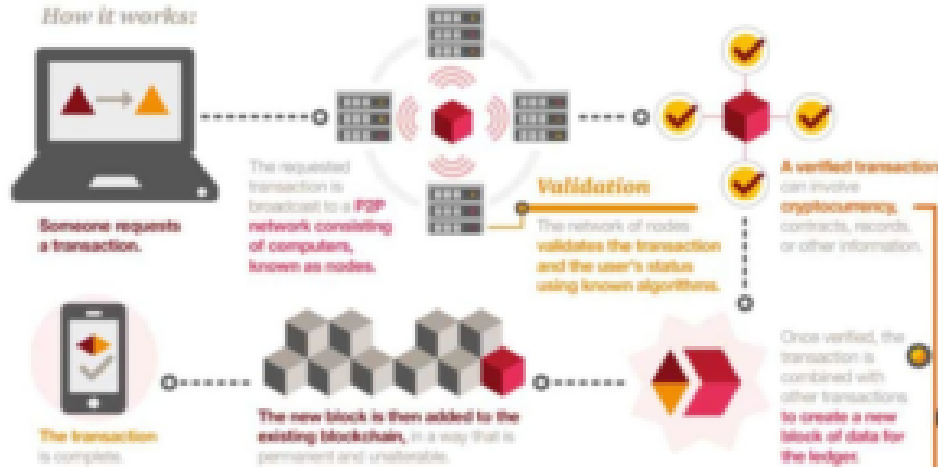 How it works:
Someone requests
a transaction.
The requested
transaction is
broadcast to a P2P
network consisting
of computers,
known as nodes.
Validation
The network of nodes
validates the transaction
and the user's status
using known algorithms.
A verified transaction
can involve
cryptocurrency,
contracts, records,
or other information.
Once verified, the
transaction is
combined with
other transactions
to create a new
block of data for
the ledger.
The new block is then added to the
existing blockchain, in a way that is
permanent and unalterable.
The transaction
is complete.